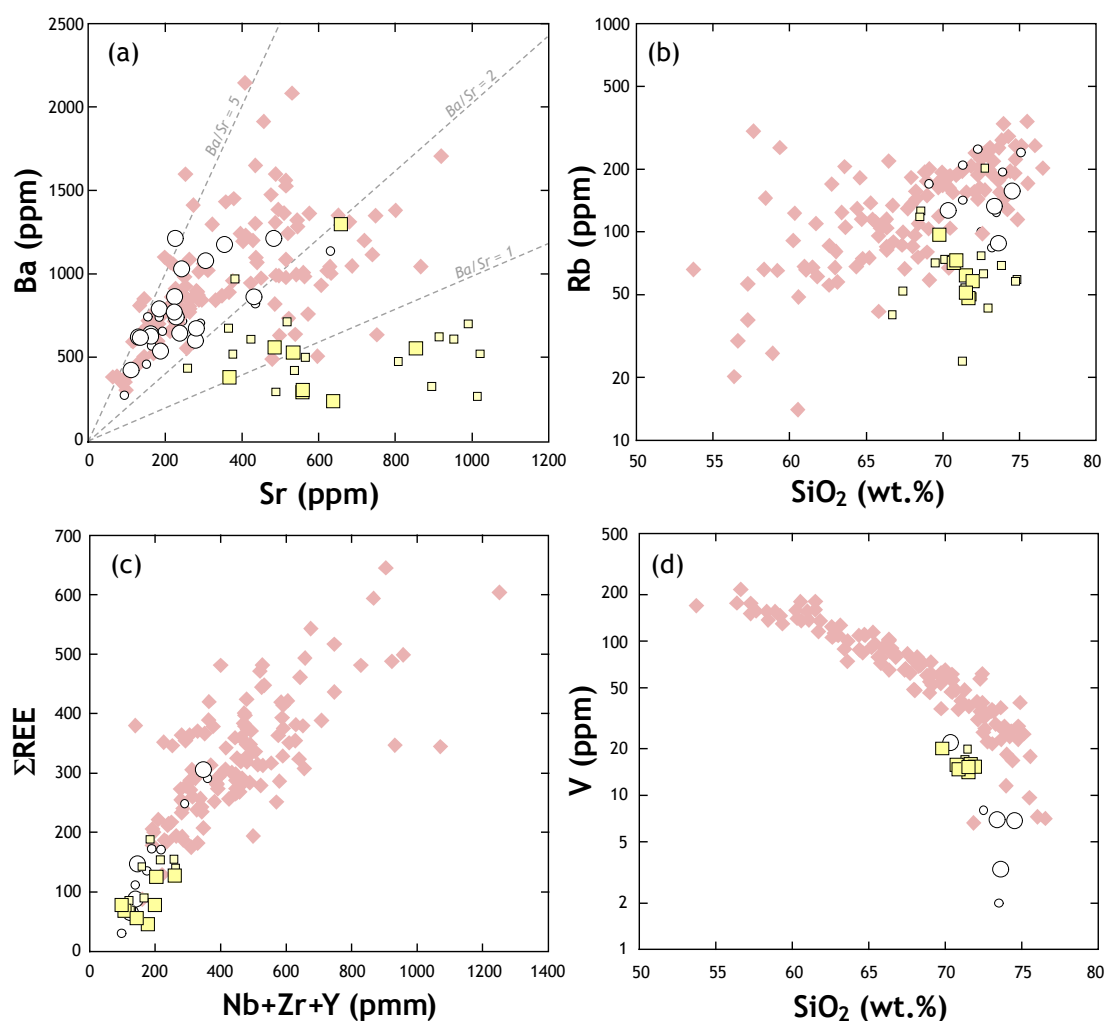 (a)
Ba (ppm)
2500
2000
1500
1000
500
0
Ba/Sr = 5
Ba/Sr = 2
Ba/Sr = 1
0 200 400 600 800 1000 1200
Sr (ppm)
(b)
Rb (ppm)
1000
500
200
100
50
20
10
50 55 60 65 70 75 80
SiO₂ (wt.%)
(c)
ΣREE
700
600
500
400
300
200
100
0
0 200 400 600 800 1000 1200 1400
Nb+Zr+Y (pmm)
(d)
V (ppm)
500
200
100
50
20
10
5
2
1
50 55 60 65 70 75 80
SiO₂ (wt.%)